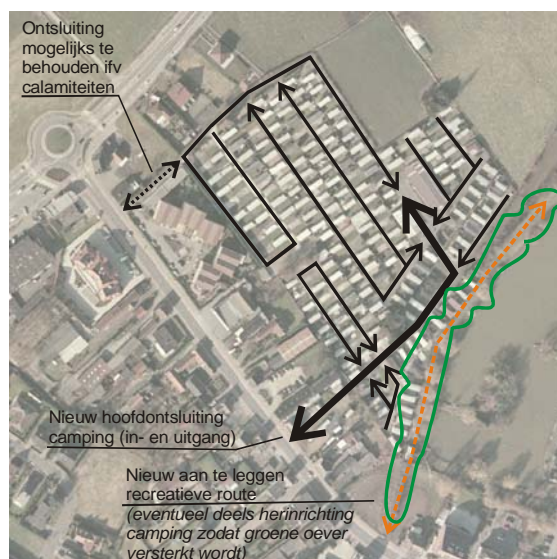 Ontsluiting
mogelijks te
behouden ifv
calamiteiten
Nieuw hoofdontsluiting
camping (in- en uitgang)
Nieuw aan te leggen
recreatieve route
(eventueel deels herinrichting
camping zodat groene oever
versterkt wordt)